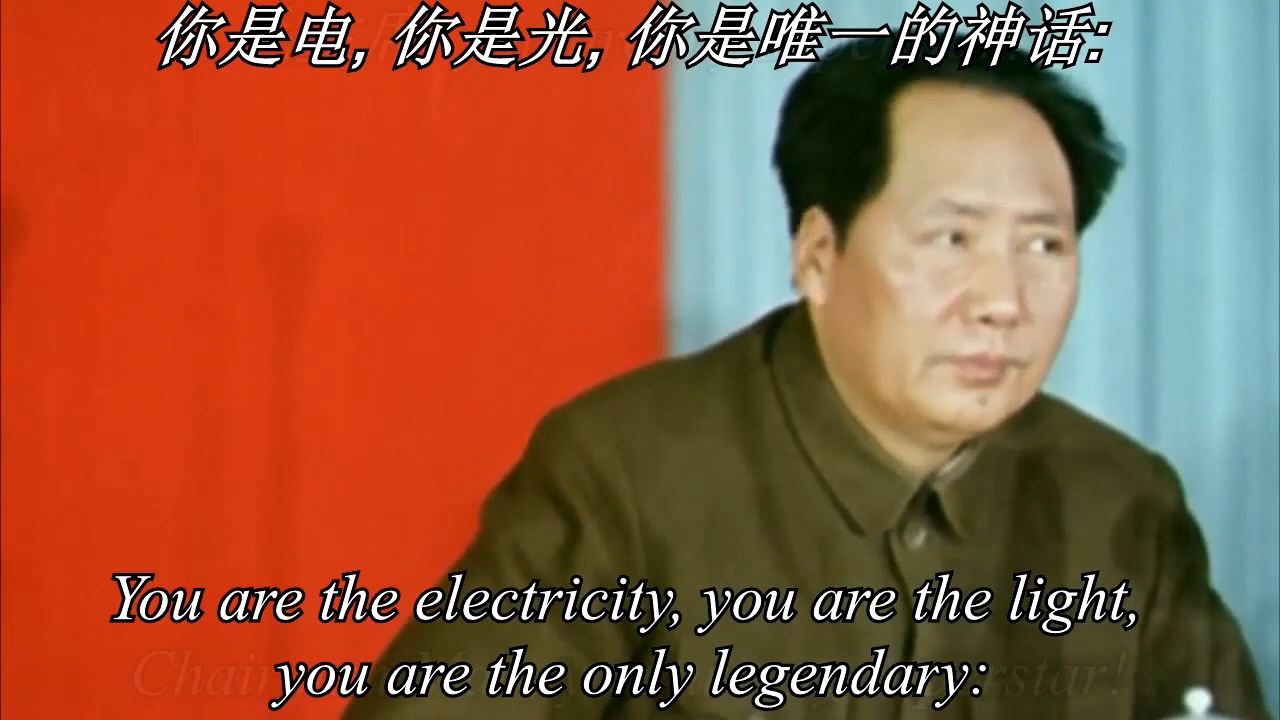 你是电, 你是光, 你是唯一的神话:
You are the electricity, you are the light,
you are the only legendary: